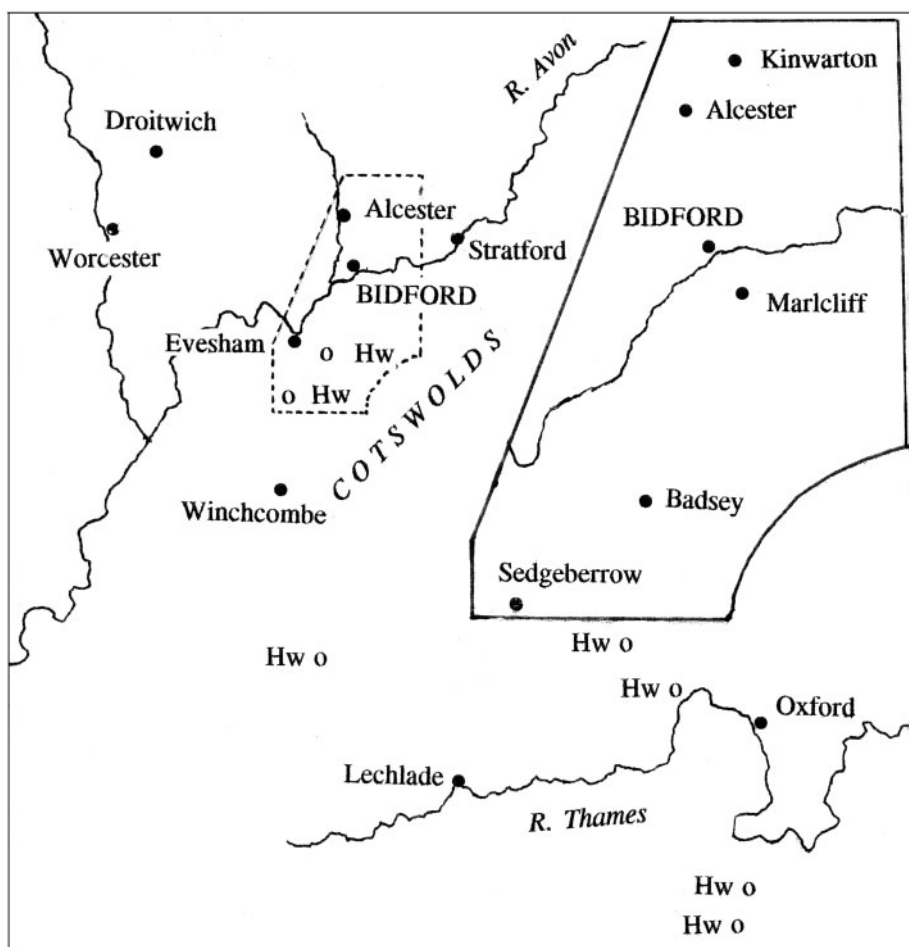 R. Avon
Kinwarton
Alcester
Droitwich
Alcester
BIDFORD
Stratford
Worcester
BIDFORD
Marlcliff
Evesham
o Hw
o Hw
COTSWOLDS
Winchcombe
Badsey
Sedgeberrow
Hw o
Hw o
Hw o
Oxford
Lechlade
R. Thames
Hw o
Hw o